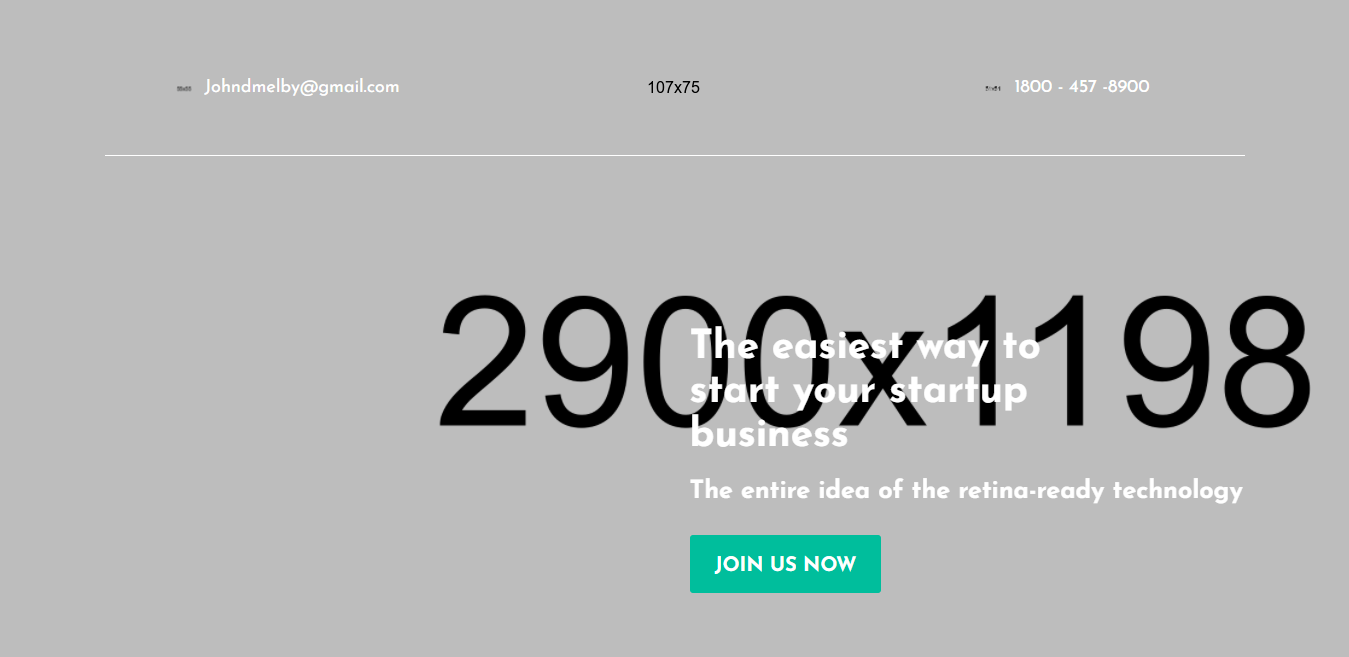 Johndmelby@gmail.com
107x75
1800 - 457 -8900
2900x1198
The easiest way to
start your startup
business
The entire idea of the retina-ready technology
JOIN US NOW